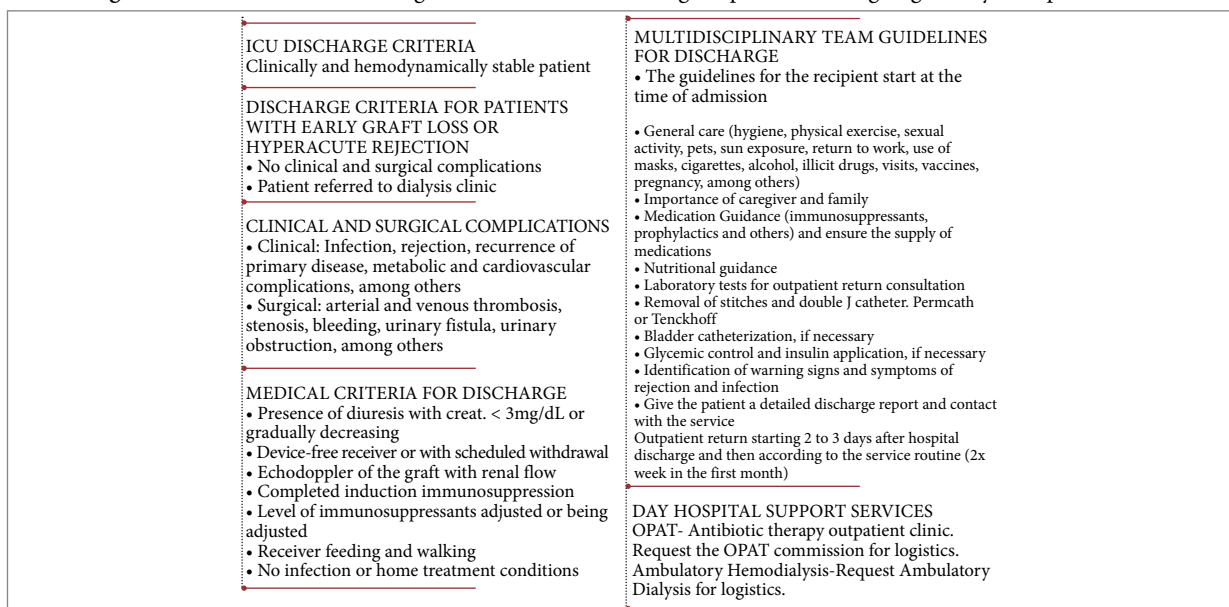 ICU DISCHARGE CRITERIA
Clinically and hemodynamically stable patient
DISCHARGE CRITERIA FOR PATIENTS
WITH EARLY GRAFT LOSS OR
HYPERACUTE REJECTION
• No clinical and surgical complications
• Patient referred to dialysis clinic
CLINICAL AND SURGICAL COMPLICATIONS
• Clinical: Infection, rejection, recurrence of
primary disease, metabolic and cardiovascular
complications, among others
• Surgical: arterial and venous thrombosis,
stenosis, bleeding, urinary fistula, urinary
obstruction, among others
MEDICAL CRITERIA FOR DISCHARGE
• Presence of diuresis with creat. < 3mg/dL or
gradually decreasing
• Device-free receiver or with scheduled withdrawal
• Echodoppler of the graft with renal flow
• Completed induction immunosuppression
• Level of immunosuppressants adjusted or being
adjusted
• Receiver feeding and walking
• No infection or home treatment conditions
MULTIDISCIPLINARY TEAM GUIDELINES
FOR DISCHARGE
• The guidelines for the recipient start at the
time of admission
• General care (hygiene, physical exercise, sexual
activity, pets, sun exposure, return to work, use of
masks, cigarettes, alcohol, illicit drugs, visits, vaccines,
pregnancy, among others)
• Importance of caregiver and family
• Medication Guidance (immunosuppressants,
prophylactics and others) and ensure the supply of
medications
• Nutritional guidance
• Laboratory tests for outpatient return consultation
• Removal of stitches and double J catheter. Permcath
or Tenckhoff
• Bladder catheterization, if necessary
• Glycemic control and insulin application, if necessary
• Identification of warning signs and symptoms of
rejection and infection
• Give the patient a detailed discharge report and contact
with the service
Outpatient return starting 2 to 3 days after hospital
discharge and then according to the service routine (2x
week in the first month)
DAY HOSPITAL SUPPORT SERVICES
OPAT- Antibiotic therapy outpatient clinic.
Request the OPAT commission for logistics.
Ambulatory Hemodialysis-Request Ambulatory
Dialysis for logistics.